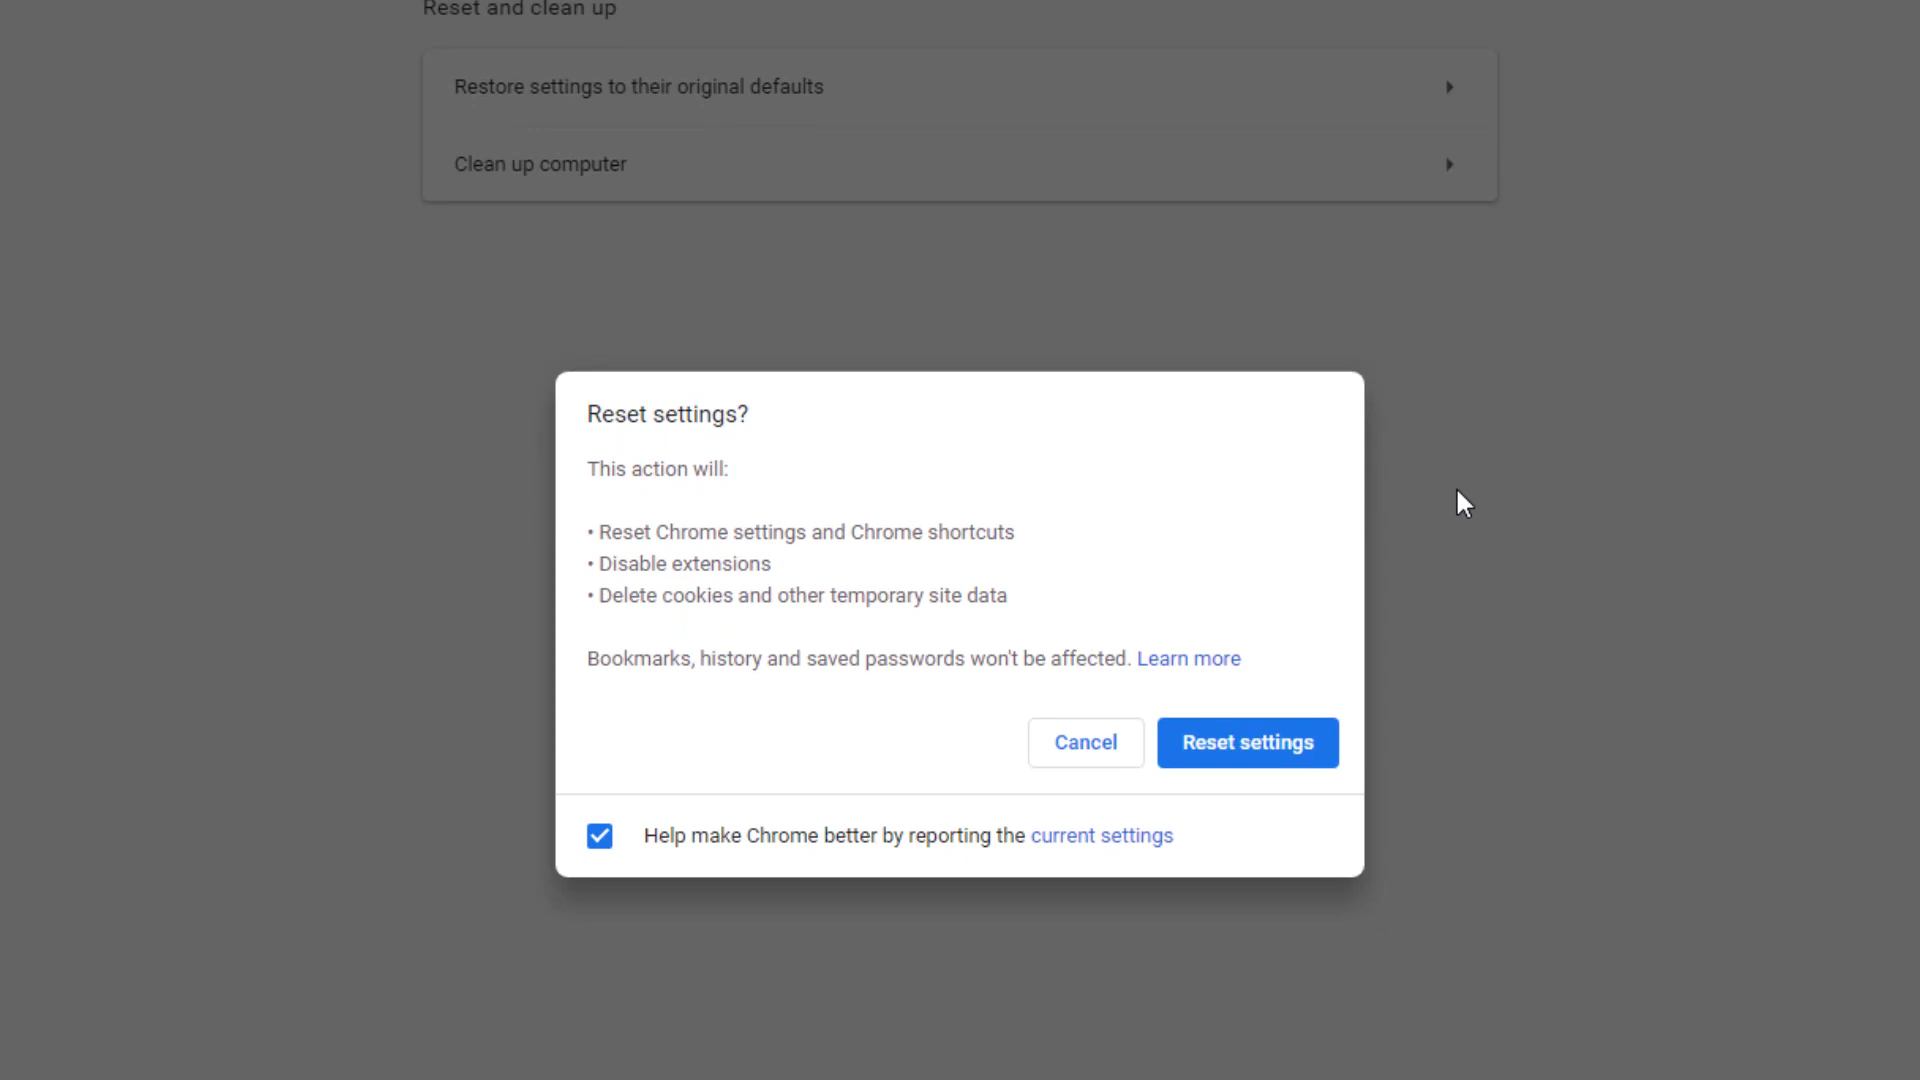 Reset and clean up
Restore settings to their original defaults
Clean up computer
Reset settings?
This action will:
• Reset Chrome settings and Chrome shortcuts
• Disable extensions
• Delete cookies and other temporary site data
Bookmarks, history and saved passwords won't be affected. Learn more
Cancel Reset settings
Help make Chrome better by reporting the current settings